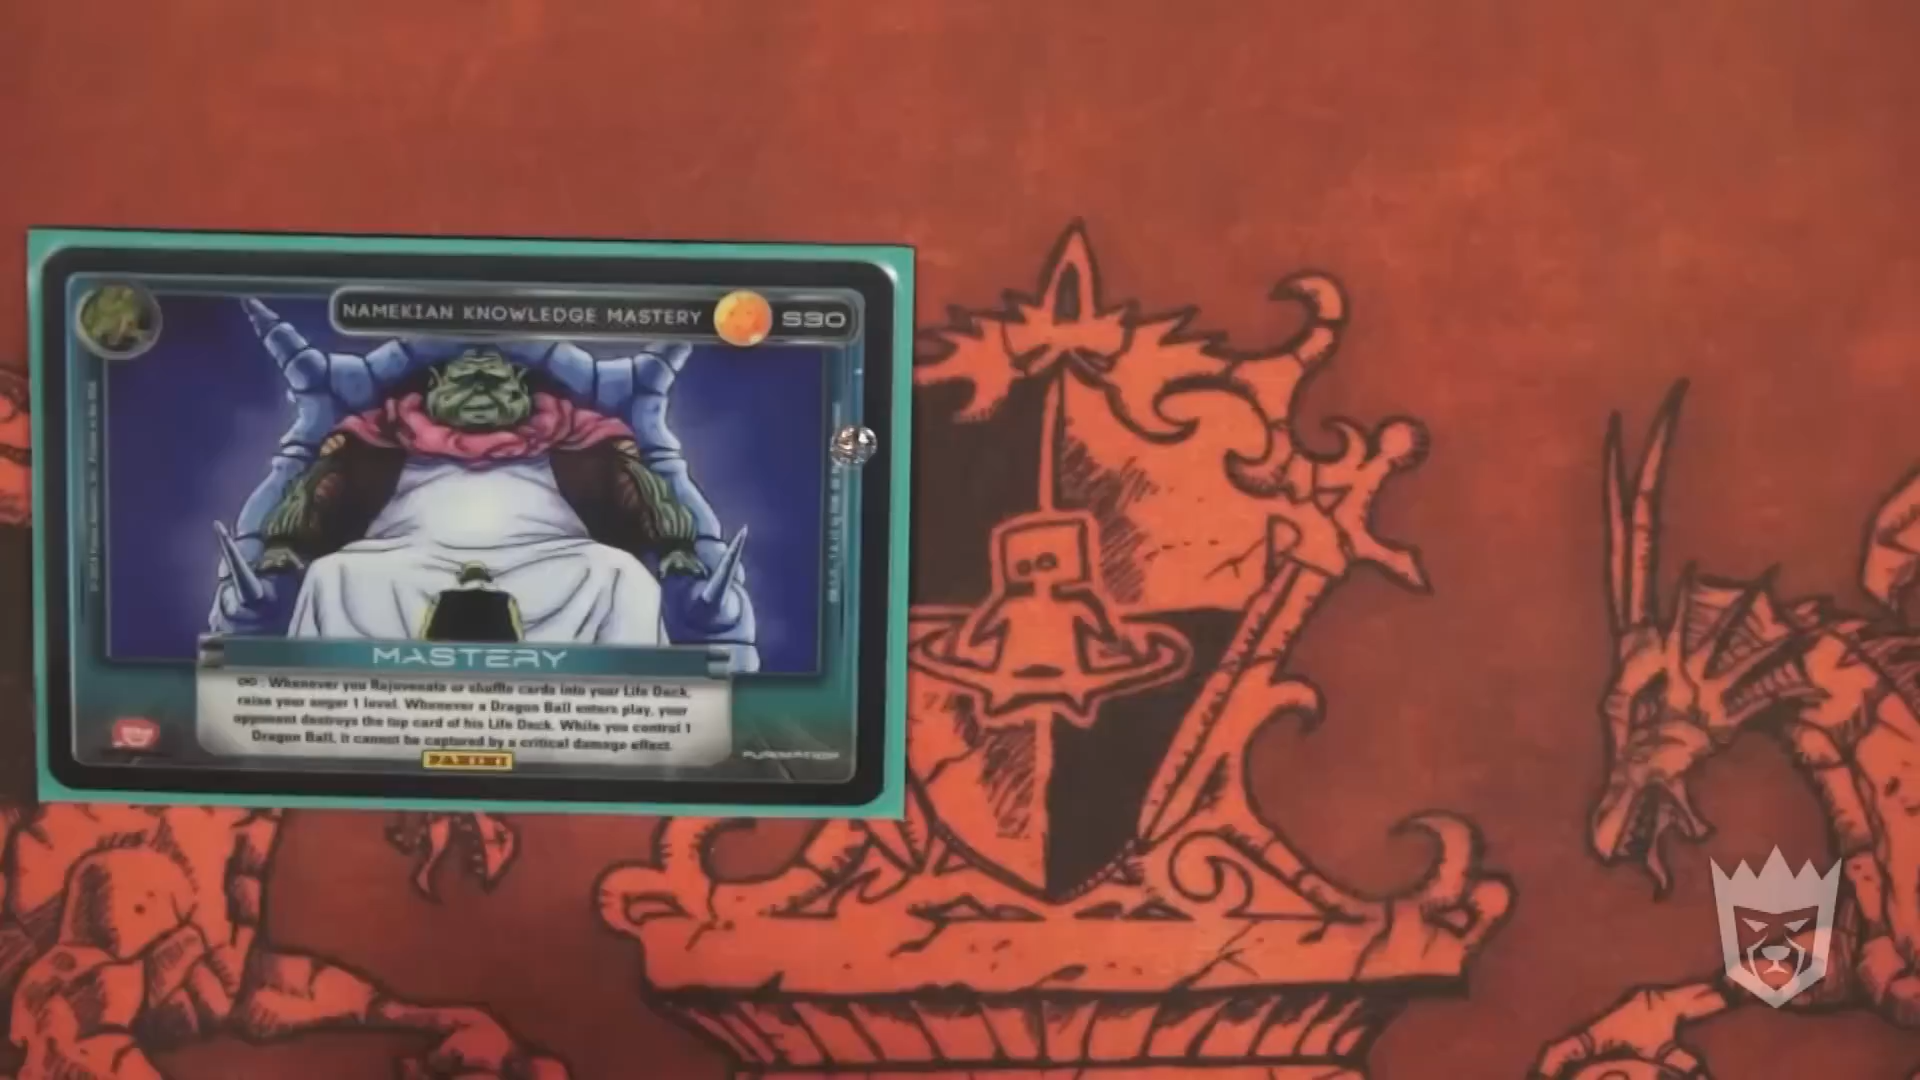 NAMEKIAN KNOWLEDGE MASTERY S30
MASTERY
: Whenever you Rejuvenate or shuffle cards into your Life Deck,
raise your anger 1 level. Whenever a Dragon Ball enters play, your
opponent destroys the top card of his Life Deck. While you control 1
Dragon Ball, it cannot be captured by a critical damage effect.
PANINI
FUNIMATION